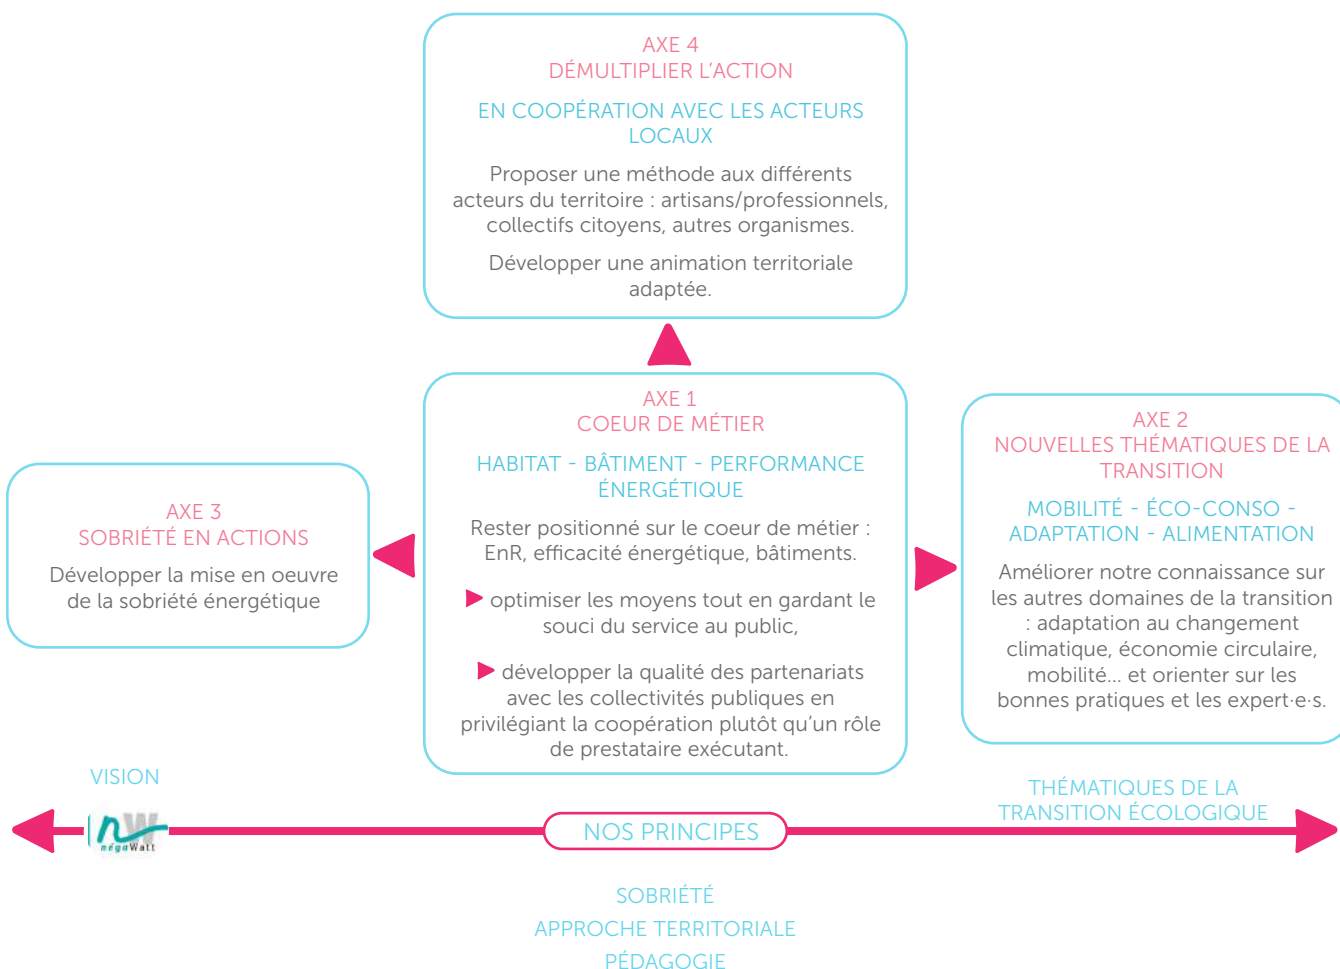 AXE 4
DÉMULTIPLIER L'ACTION
EN COOPÉRATION AVEC LES ACTEURS
LOCAUX
Proposer une méthode aux différents
acteurs du territoire : artisans/professionnels,
collectifs citoyens, autres organismes.
Développer une animation territoriale
adaptée.
AXE 1
COEUR DE MÉTIER
HABITAT - BÂTIMENT - PERFORMANCE
ÉNERGÉTIQUE
Rester positionné sur le coeur de métier :
EnR, efficacité énergétique, bâtiments.
optimiser les moyens tout en gardant le
souci du service au public,
développer la qualité des partenariats
avec les collectivités publiques en
privilégiant la coopération plutôt qu'un rôle
de prestataire exécutant.
AXE 2
NOUVELLES THÉMATIQUES DE LA
TRANSITION
MOBILITÉ - ÉCO-CONSO -
ADAPTATION - ALIMENTATION
Améliorer notre connaissance sur
les autres domaines de la transition
: adaptation au changement
climatique, économie circulaire,
mobilité... et orienter sur les
bonnes pratiques et les expert·e·s.
AXE 3
SOBRIÉTÉ EN ACTIONS
Développer la mise en oeuvre
de la sobriété énergétique
VISION
nW
négaWatt
NOS PRINCIPES
THÉMATIQUES DE LA
TRANSITION ÉCOLOGIQUE
SOBRIÉTÉ
APPROCHE TERRITORIALE
PÉDAGOGIE